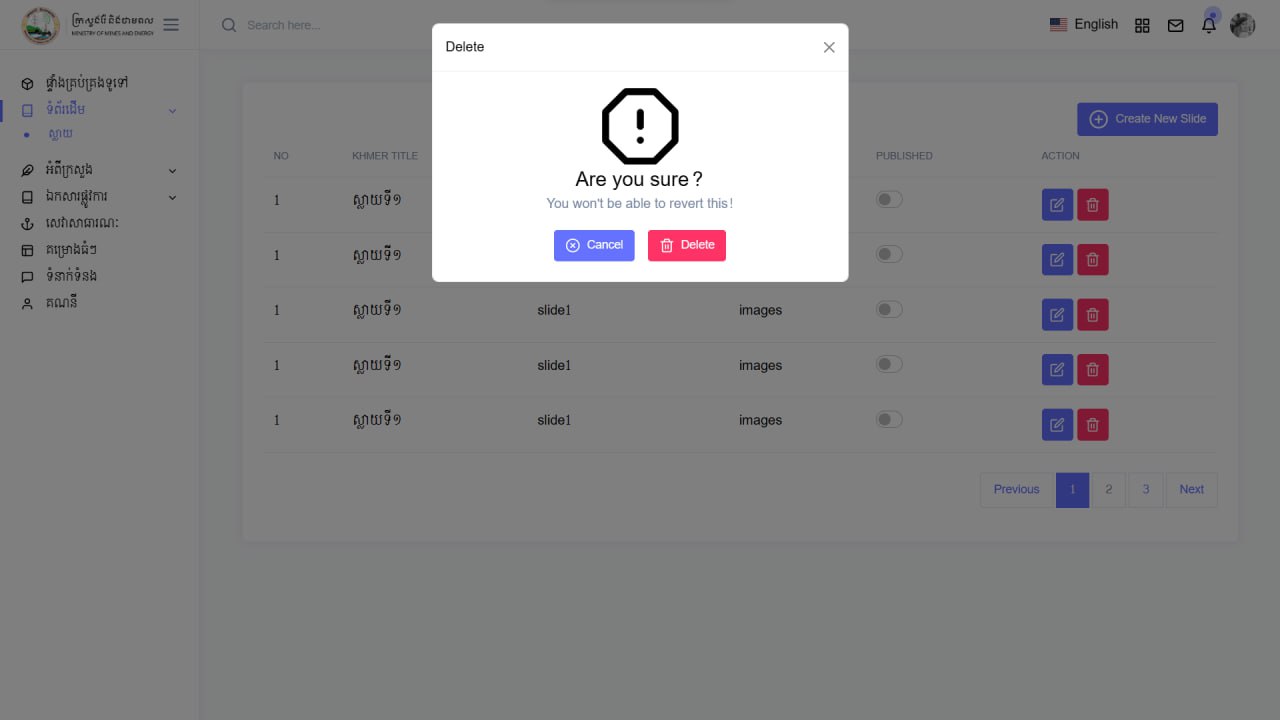 ក្រសួងរ៉ែ និងថាមពល
MINISTRY OF MINES AND ENERGY
Search here...
English
Delete
Are you sure ?
You won't be able to revert this !
Cancel
Delete
ផ្ទាំងគ្រប់គ្រងទូទៅ
ទំព័រដើម
ស្លាយ
អំពីក្រសួង
ឯកសារផ្លូវការ
សេវាសាធារណៈ
គម្រោងធំៗ
ទំនាក់ទំនង
គណនី
Create New Slide
NO KHMER TITLE PUBLISHED ACTION
1 ស្លាយទី១
1 ស្លាយទី១
1 ស្លាយទី១ slide1 images
1 ស្លាយទី១ slide1 images
1 ស្លាយទី១ slide1 images
Previous 1 2 3 Next